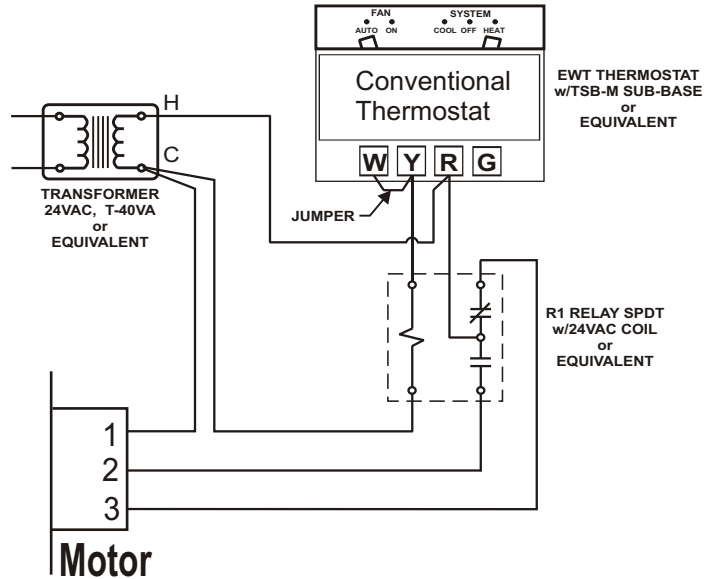 FAN
SYSTEM
AUTO ON
COOL OFF HEAT
Conventional
Thermostat
W Y R G
EWT THERMOSTAT
w/TSB-M SUB-BASE
or
EQUIVALENT
H
C
TRANSFORMER
24VAC, T-40VA
or
EQUIVALENT
JUMPER
R1 RELAY SPDT
w/24VAC COIL
or
EQUIVALENT
1
2
3
Motor